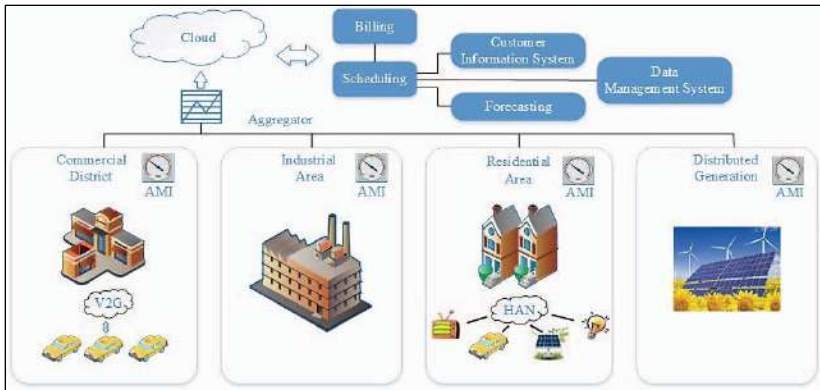 Cloud
Billing
Scheduling
Customer
Information System
Data
Management System
Forecasting
Aggregator
Commercial
District
AMI
V2G
Industrial
Area
AMI
Residential
Area
AMI
HAN
Distributed
Generation
AMI